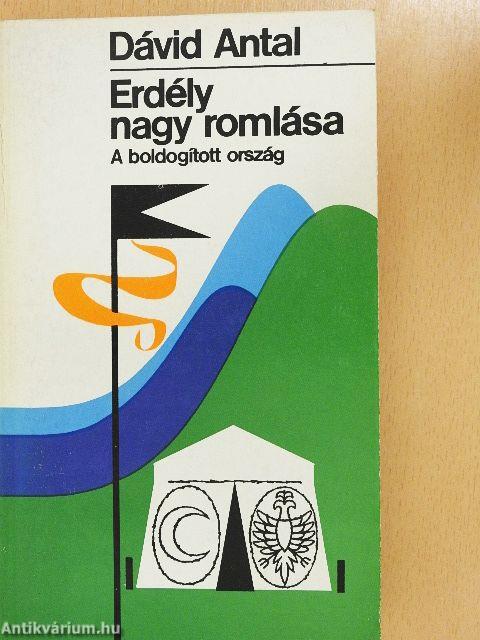 Dávid Antal
Erdély
nagy romlása
A boldogított ország
Antikvárium.hu